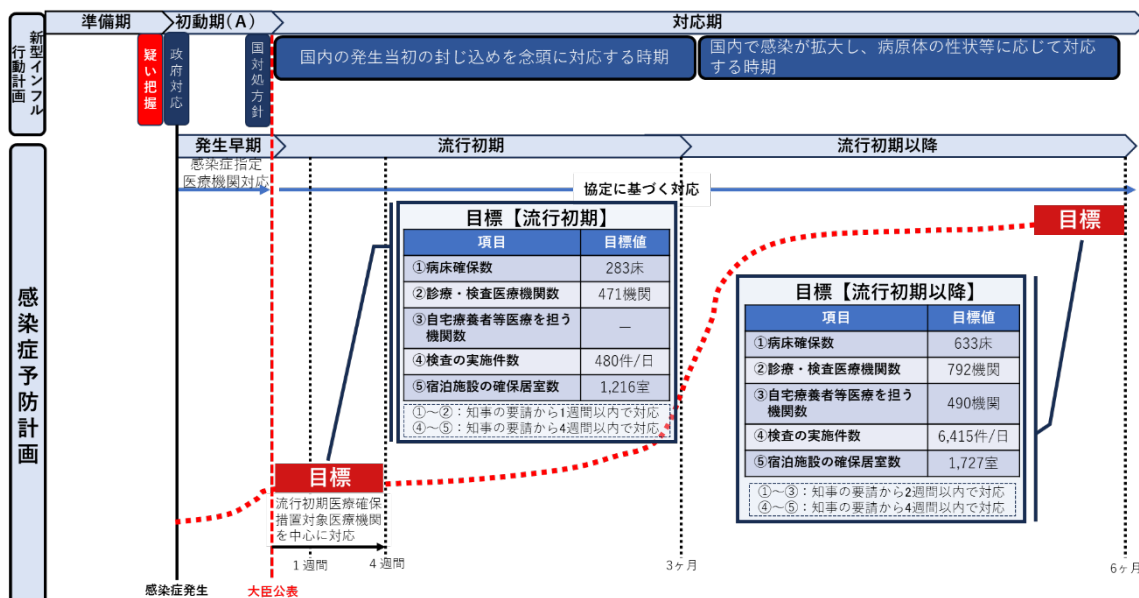 新型インフル
行動計画
準備期
初動期(A)
対応期
疑い把握
政府対応
国対処方針
国内の発生当初の封じ込めを念頭に対応する時期
国内で感染が拡大し、病原体の性状等に応じて対応
する時期
感染症予防計画
発生早期
流行初期
流行初期以降
感染症指定
医療機関対応
協定に基づく対応
目標【流行初期】
項目 目標値
①病床確保数 283床
②診療・検査医療機関数 471機関
③自宅療養者等医療を担う
機関数 ―
④検査の実施件数 480件/日
⑤宿泊施設の確保居室数 1,216室
①～②：知事の要請から1週間以内で対応
④～⑤：知事の要請から4週間以内で対応
目標
目標【流行初期以降】
項目 目標値
①病床確保数 633床
②診療・検査医療機関数 792機関
③自宅療養者等医療を担う
機関数 490機関
④検査の実施件数 6,415件/日
⑤宿泊施設の確保居室数 1,727室
①～③：知事の要請から2週間以内で対応
④～⑤：知事の要請から4週間以内で対応
目標
流行初期医療確保
措置対象医療機関
を中心に対応
1週間
4週間
3ヶ月
6ヶ月
感染症発生
大臣公表